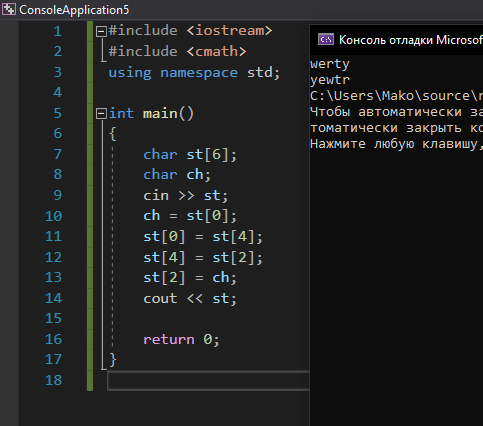 ConsoleApplication5
1 #include <iostream>
2 #include <cmath>
3 using namespace std;
4
5 int main()
6 {
7 char st[6];
8 char ch;
9 cin >> st;
10 ch = st[0];
11 st[0] = st[4];
12 st[4] = st[2];
13 st[2] = ch;
14 cout << st;
15
16 return 0;
17 }
18
Консоль отладки Microsof
werty
yewtr
C:\Users\Mako\source\r
Чтобы автоматически за
томатически закрыть ко
Нажмите любую клавишу,